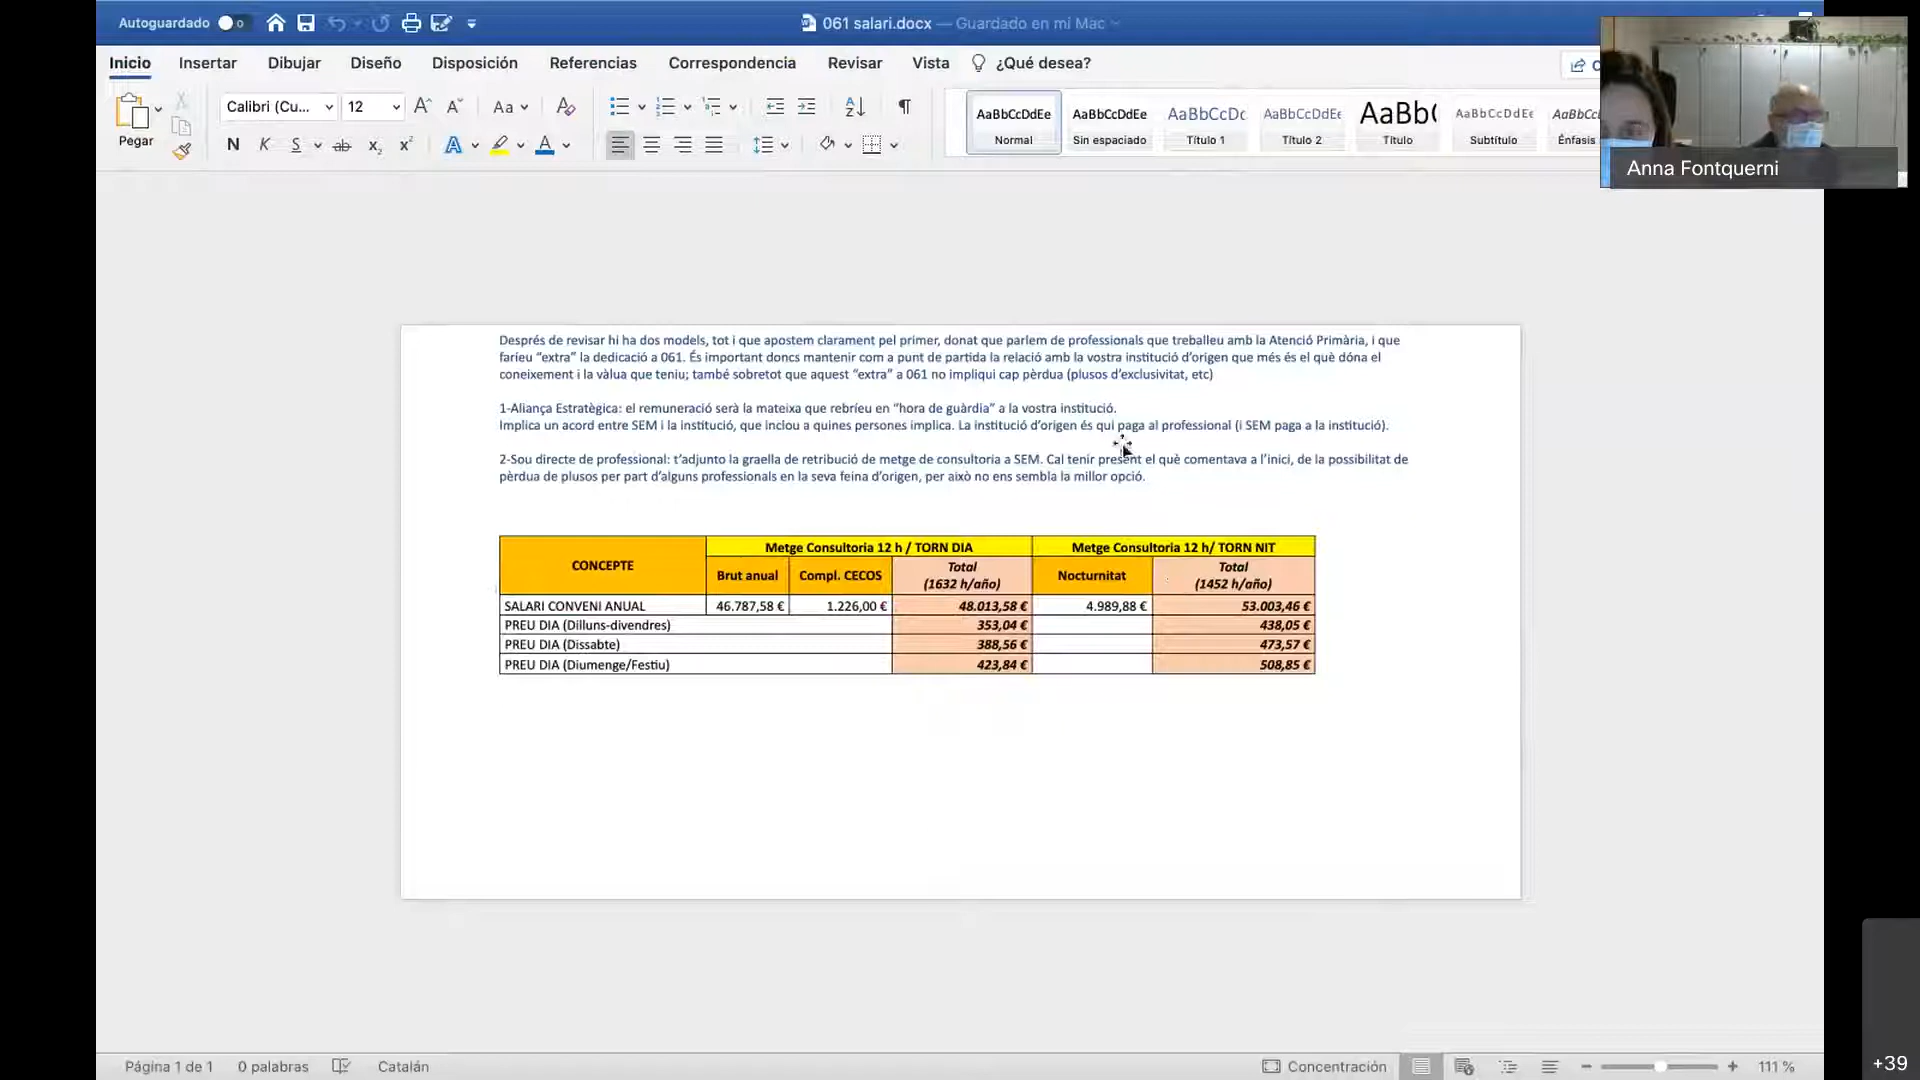 Autoguardado
061 salari.docx — Guardado en mi Mac
Inicio Insertar Dibujar Diseño Disposición Referencias Correspondencia Revisar Vista ¿Qué desea?
Pegar
Calibri (Cu... 12
AaBbCcDdEe Normal
AaBbCcDdEe Sin espaciado
AaBbCcDc Título 1
AaBbCcDdEe Título 2
AaBb( Título
AaBbCcDdEe Subtítulo
AaBbCc Énfasis
Anna Fontquerni
Després de revisar hi ha dos models, tot i que apostem clarament pel primer, donat que parlem de professionals que treballeu amb la Atenció Primària, i que
faríeu “extra” la dedicació a 061. És important doncs mantenir com a punt de partida la relació amb la vostra institució d’origen que més és el què dóna el
coneixement i la vàlua que teniu; també sobretot que aquest “extra” a 061 no impliqui cap pèrdua (plusos d’exclusivitat, etc)
1-Aliança Estratègica: el remuneració serà la mateixa que rebríeu en “hora de guàrdia” a la vostra institució.
Implica un acord entre SEM i la institució, que inclou a quines persones implica. La institució d’origen és qui paga al professional (i SEM paga a la institució).
2-Sou directe de professional: t’adjunto la graella de retribució de metge de consultoria a SEM. Cal tenir present el què comentava a l’inici, de la possibilitat de
pèrdua de plusos per part d’alguns professionals en la seva feina d’origen, per això no ens sembla la millor opció.
CONCEPTE Metge Consultoria 12 h / TORN DIA Metge Consultoria 12 h/ TORN NIT
Brut anual Compl. CECOS Total (1632 h/año) Nocturnitat Total (1452 h/año)
SALARI CONVENI ANUAL 46.787,58 € 1.226,00 € 48.013,58 € 4.989,88 € 53.003,46 €
PREU DIA (Dilluns-divendres) 353,04 € 438,05 €
PREU DIA (Dissabte) 388,56 € 473,57 €
PREU DIA (Diumenge/Festiu) 423,84 € 508,85 €
Página 1 de 1 0 palabras Catalán Concentración 111 %
+39